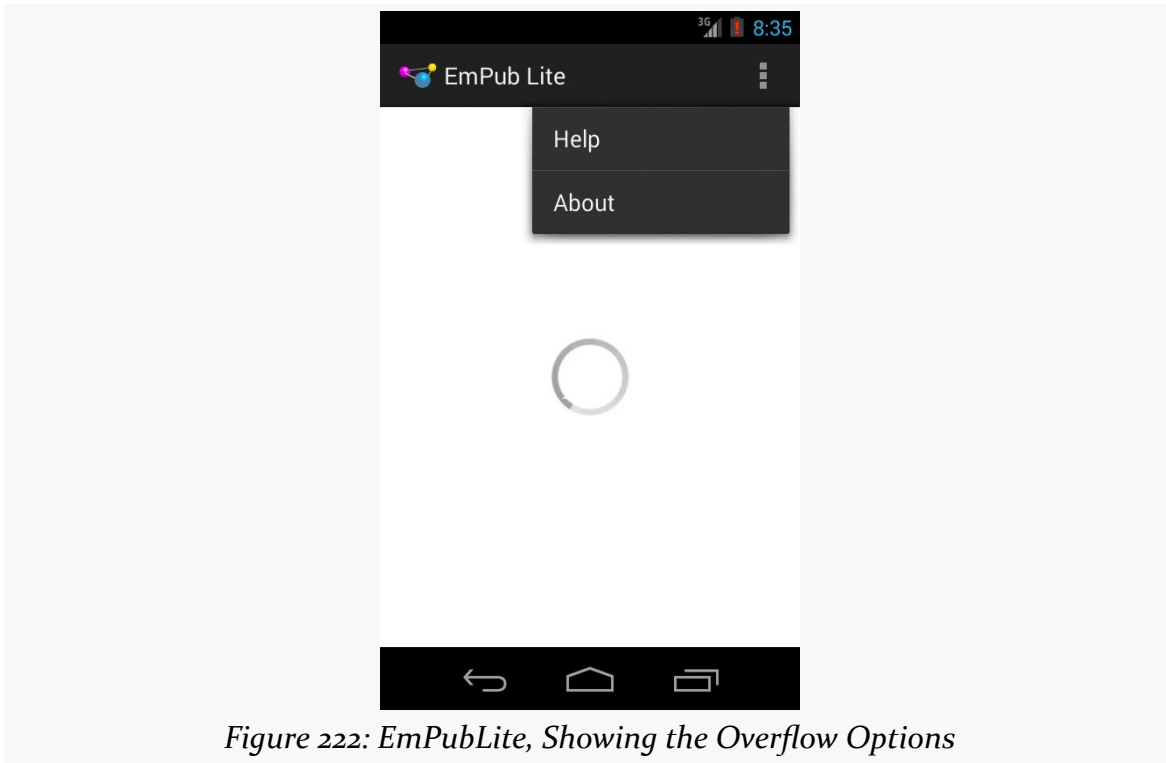 3G 8:35
EmPub Lite
Help
About
Figure 222: EmPubLite, Showing the Overflow Options